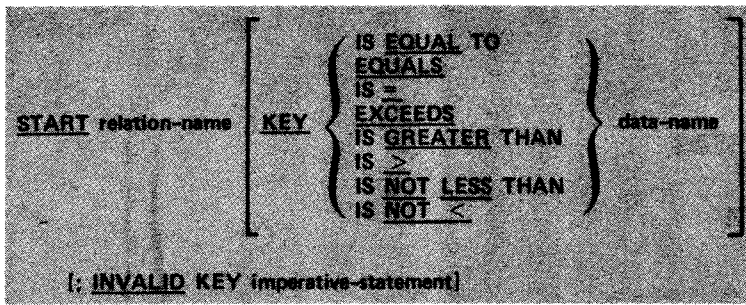 IS EQUAL TO
EQUALS
IS =
EXCEEDS
START relation-name [ KEY { IS GREATER THAN } data-name ]
IS >
IS NOT LESS THAN
IS NOT <
[; INVALID KEY imperative-statement]